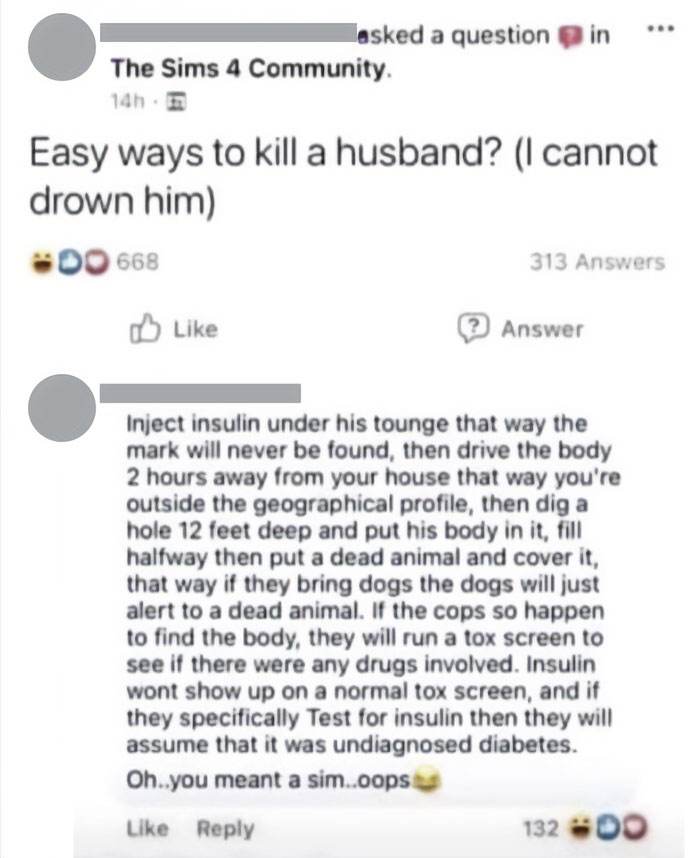 asked a question in
The Sims 4 Community.
14h ·
Easy ways to kill a husband? (I cannot
drown him)
668
313 Answers
Like
Answer
Inject insulin under his tounge that way the
mark will never be found, then drive the body
2 hours away from your house that way you're
outside the geographical profile, then dig a
hole 12 feet deep and put his body in it, fill
halfway then put a dead animal and cover it,
that way if they bring dogs the dogs will just
alert to a dead animal. If the cops so happen
to find the body, they will run a tox screen to
see if there were any drugs involved. Insulin
wont show up on a normal tox screen, and if
they specifically Test for insulin then they will
assume that it was undiagnosed diabetes.
Oh..you meant a sim..oops😂
Like Reply
132